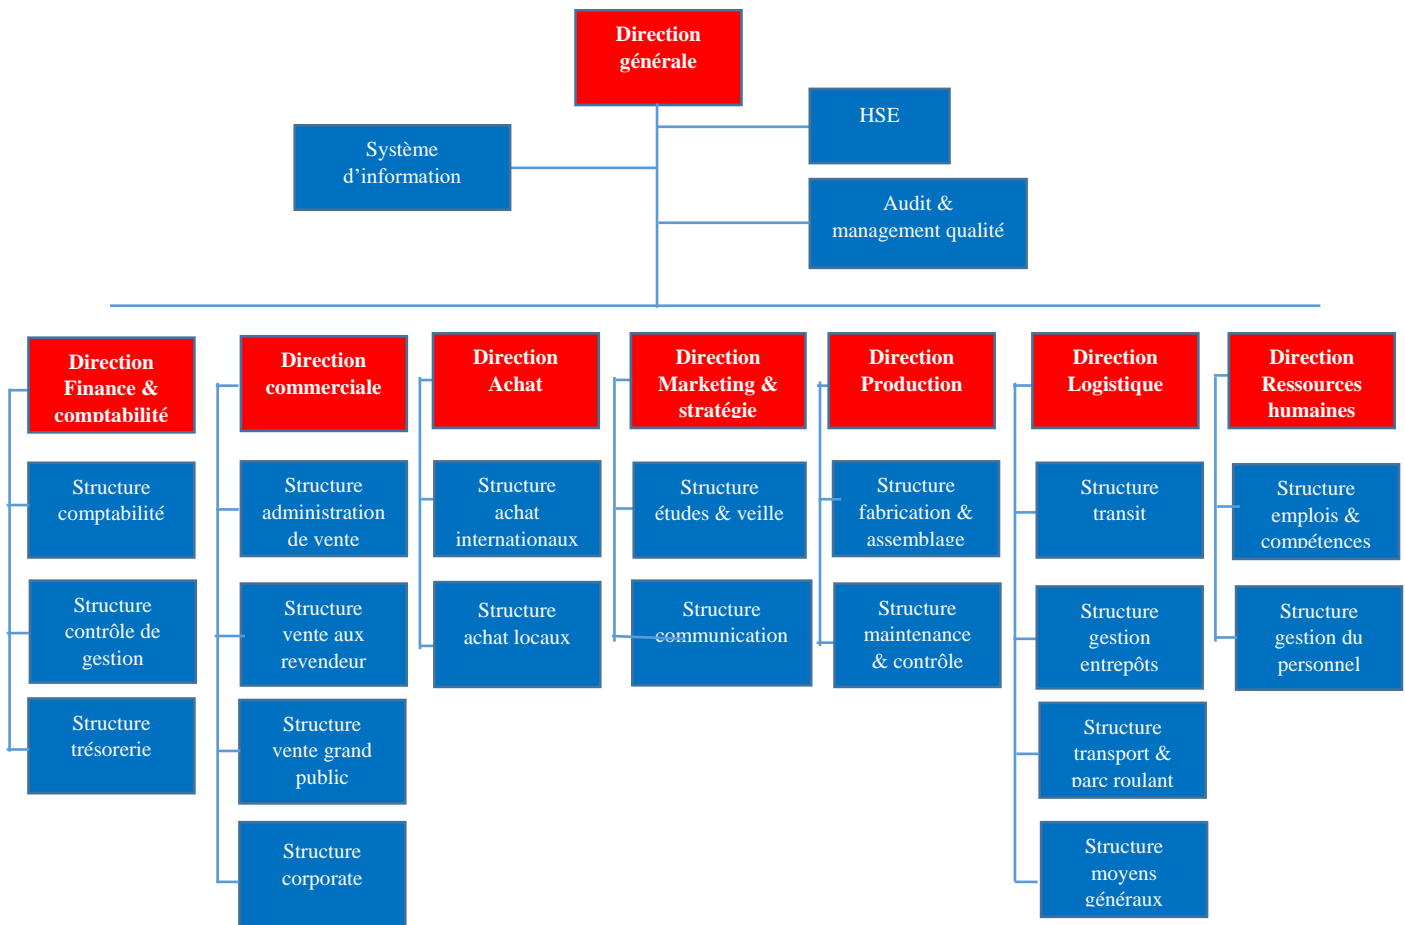 Direction
générale
HSE
Système
d’information
Audit &
management qualité
Direction
Finance &
comptabilité
Direction
commerciale
Direction
Achat
Direction
Marketing &
stratégie
Direction
Production
Direction
Logistique
Direction
Ressources
humaines
Structure
comptabilité
Structure
administration
de vente
Structure
achat
internationaux
Structure
études & veille
Structure
fabrication &
assemblage
Structure
transit
Structure
emplois &
compétences
Structure
contrôle de
gestion
Structure
vente aux
revendeur
Structure
achat locaux
Structure
communication
Structure
maintenance
& contrôle
Structure
gestion
entrepôts
Structure
gestion du
personnel
Structure
trésorerie
Structure
vente grand
public
Structure
transport &
parc roulant
Structure
corporate
Structure
moyens
généraux